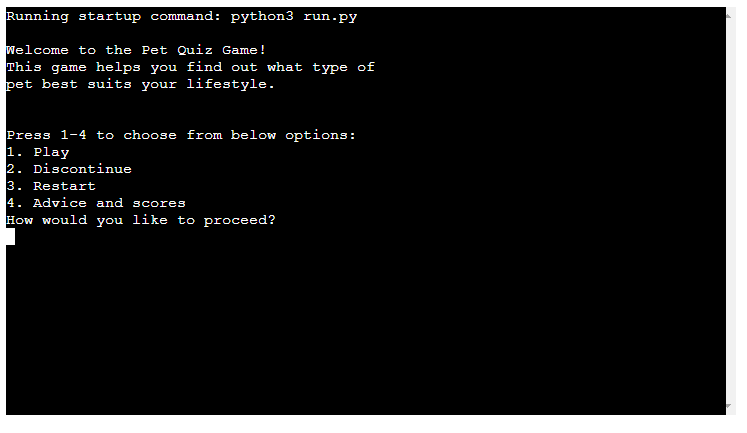 Running startup command: python3 run.py
Welcome to the Pet Quiz Game!
This game helps you find out what type of
pet best suits your lifestyle.
Press 1-4 to choose from below options:
1. Play
2. Discontinue
3. Restart
4. Advice and scores
How would you like to proceed?